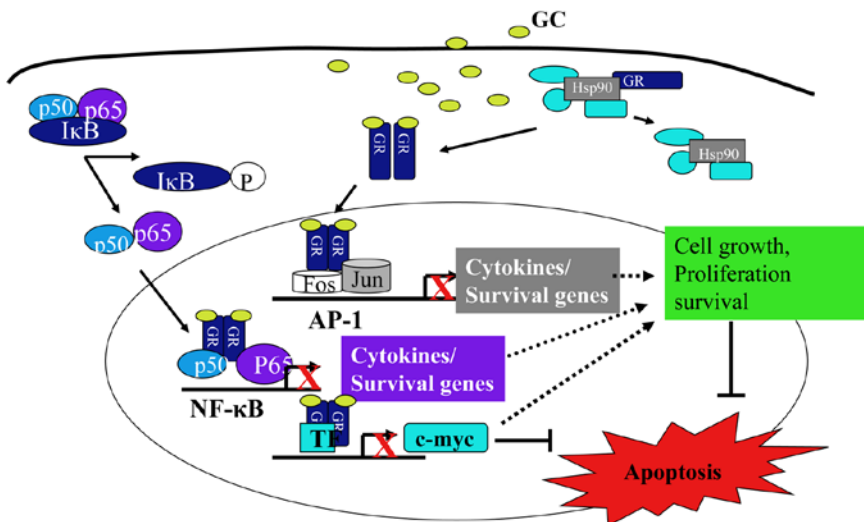 GC
p50
p65
IκB
IκB
P
p50
p65
Hsp90
GR
Hsp90
GR
GR
GR
GR
Fos
Jun
X
AP-1
Cytokines/
Survival genes
Cell growth,
Proliferation
survival
GR
GR
p50
P65
X
NF-κB
Cytokines/
Survival genes
G
GR
TF
X
c-myc
Apoptosis